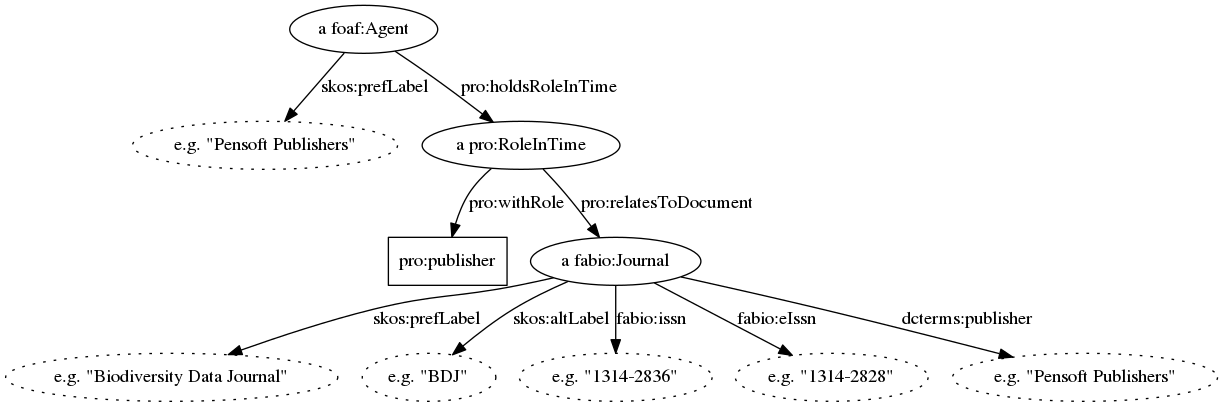 a foaf:Agent
skos:prefLabel
pro:holdsRoleInTime
e.g. "Pensoft Publishers"
a pro:RoleInTime
pro:withRole
pro:relatesToDocument
pro:publisher
a fabio:Journal
skos:prefLabel
skos:altLabel
fabio:issn
fabio:eIssn
dcterms:publisher
e.g. "Biodiversity Data Journal"
e.g. "BDJ"
e.g. "1314-2836"
e.g. "1314-2828"
e.g. "Pensoft Publishers"